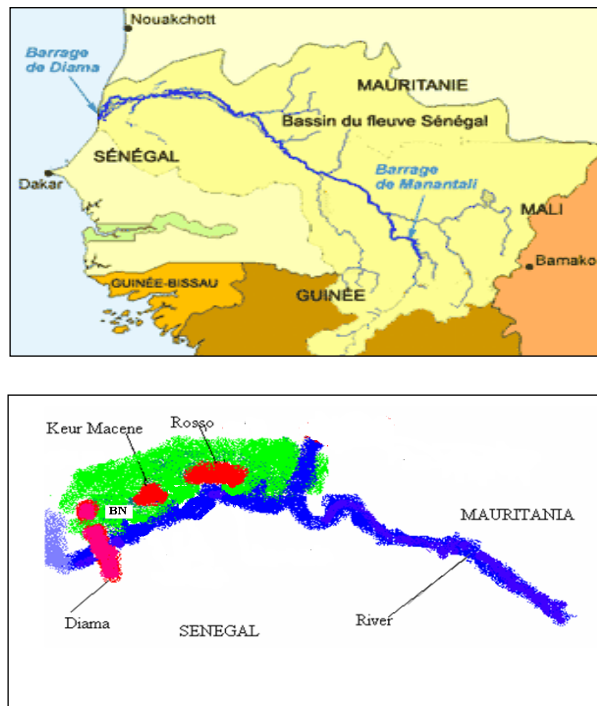 Nouakchott
Barrage
de Diama
MAURITANIE
Bassin du fleuve Sénégal
SÉNÉGAL
Barrage
de Manantali
Dakar
MALI
Bamako
GUINÉE-BISSAU
GUINÉE
Rosso
Keur Macene
BN
MAURITANIA
Diama
SENEGAL
River